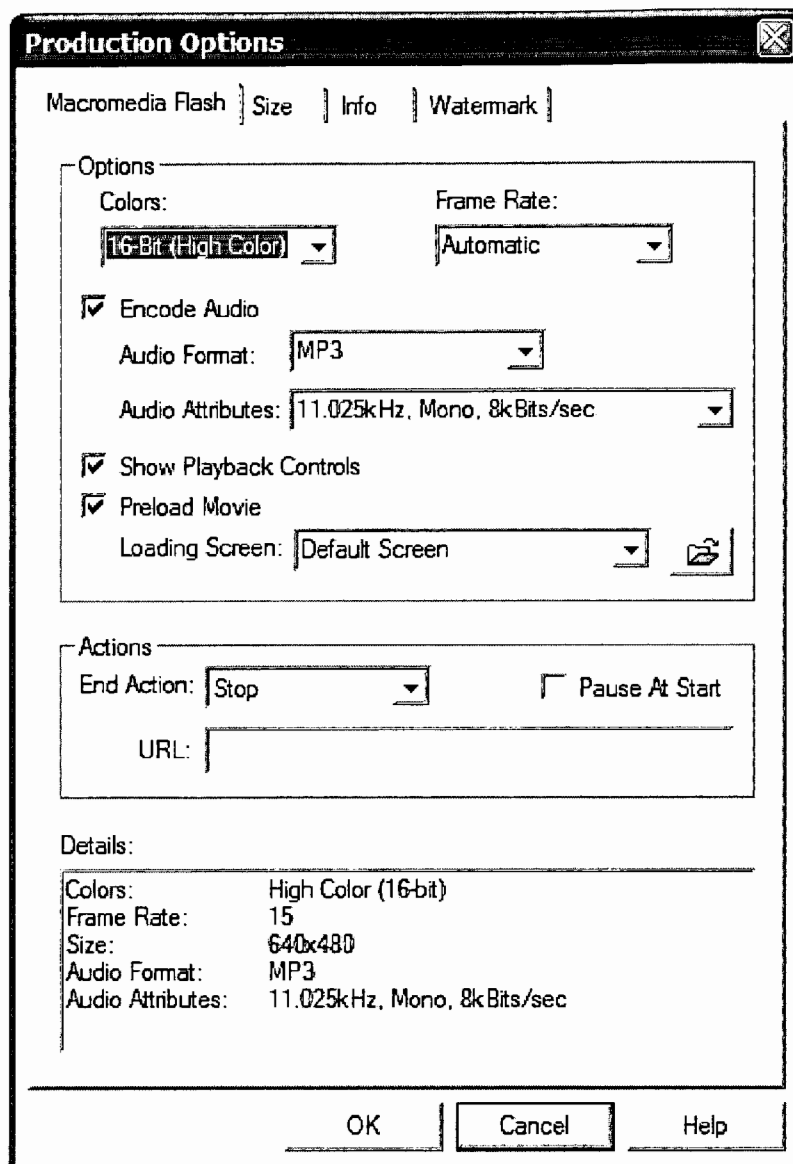 Production Options
Macromedia Flash Size Info Watermark
Options
Colors: Frame Rate:
16-Bit (High Color) Automatic
Encode Audio
Audio Format: MP3
Audio Attributes: 11.025kHz, Mono, 8kBits/sec
Show Playback Controls
Preload Movie
Loading Screen: Default Screen
Actions
End Action: Stop Pause At Start
URL:
Details:
Colors: High Color (16-bit)
Frame Rate: 15
Size: 640x480
Audio Format: MP3
Audio Attributes: 11.025kHz, Mono, 8kBits/sec
OK Cancel Help